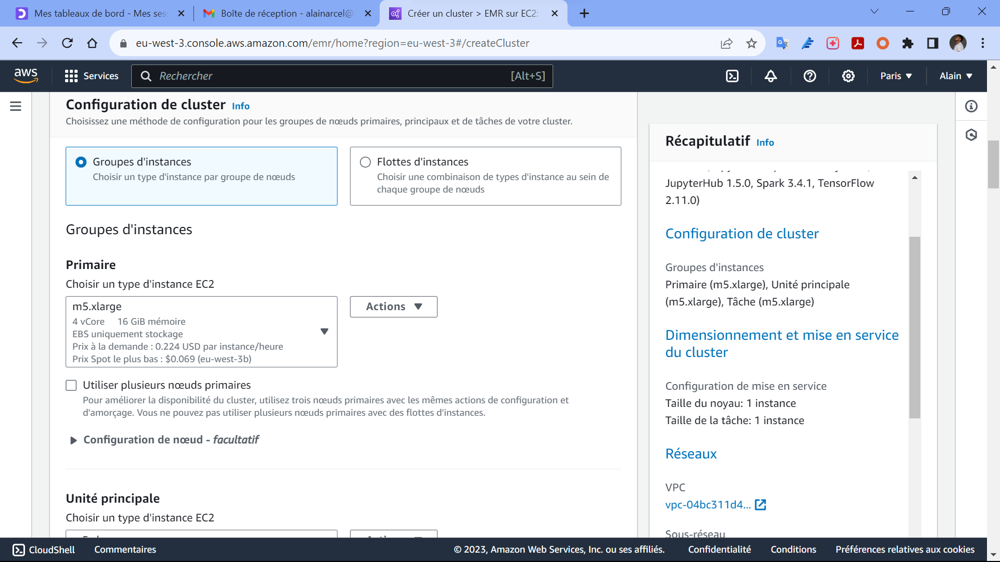 Mes tableaux de bord - Mes ses
Boîte de réception - alainarcel@
Créer un cluster > EMR sur EC2:
eu-west-3.console.aws.amazon.com/emr/home?region=eu-west-3#/createCluster
aws
Services
Rechercher
[Alt+S]
Paris
Alain
Configuration de cluster Info
Choisissez une méthode de configuration pour les groupes de nœuds primaires, principaux et de tâches de votre cluster.
Groupes d'instances
Choisir un type d'instance par groupe de nœuds
Flottes d'instances
Choisir une combinaison de types d'instance au sein de
chaque groupe de nœuds
Groupes d'instances
Primaire
Choisir un type d'instance EC2
m5.xlarge
4 vCore 16 GiB mémoire
EBS uniquement stockage
Prix à la demande : 0.224 USD par instance/heure
Prix Spot le plus bas : $0.069 (eu-west-3b)
Actions
Utiliser plusieurs nœuds primaires
Pour améliorer la disponibilité du cluster, utilisez trois nœuds primaires avec les mêmes actions de configuration et
d'amorçage. Vous ne pouvez pas utiliser plusieurs nœuds primaires avec des flottes d'instances.
Configuration de nœud - facultatif
Unité principale
Choisir un type d'instance EC2
Récapitulatif Info
JupyterHub 1.5.0, Spark 3.4.1, TensorFlow
2.11.0)
Configuration de cluster
Groupes d'instances
Primaire (m5.xlarge), Unité principale
(m5.xlarge), Tâche (m5.xlarge)
Dimensionnement et mise en service
du cluster
Configuration de mise en service
Taille du noyau: 1 instance
Taille de la tâche: 1 instance
Réseaux
VPC
vpc-04bc311d4...
Sous-réseau
CloudShell
Commentaires
© 2023, Amazon Web Services, Inc. ou ses affiliés.
Confidentialité
Conditions
Préférences relatives aux cookies